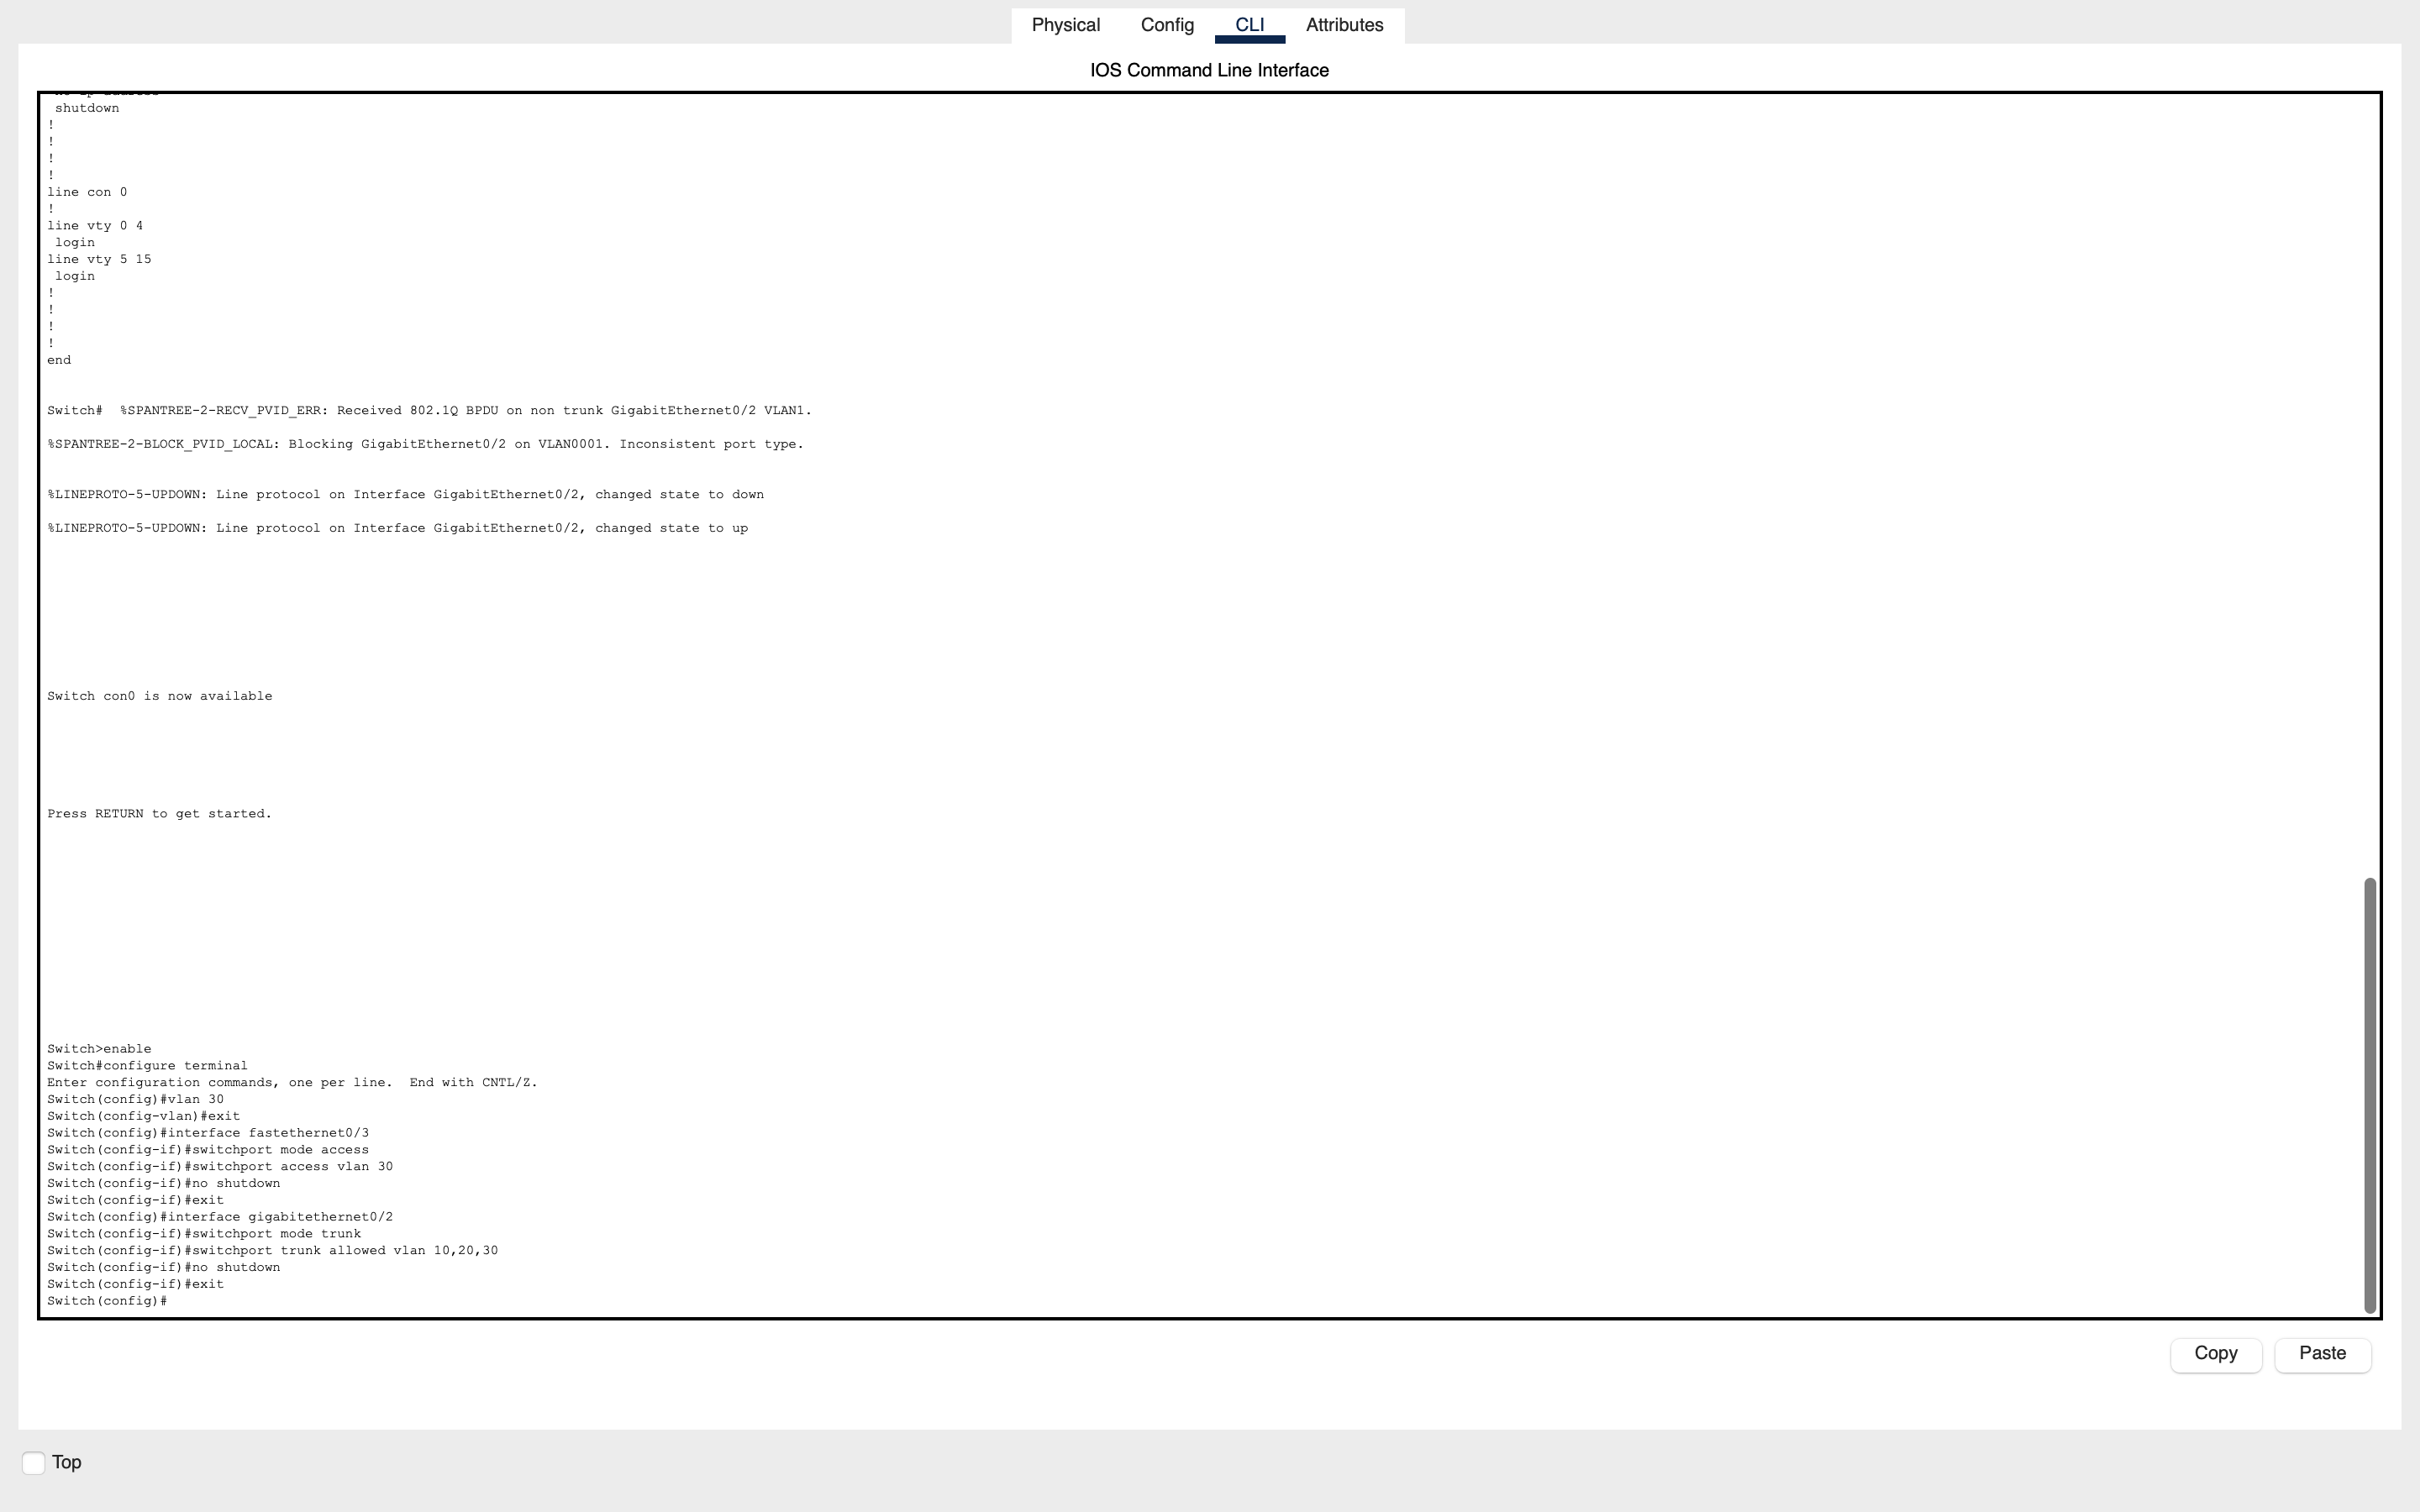 Physical Config CLI Attributes
IOS Command Line Interface
shutdown
!
!
!
!
line con 0
!
line vty 0 4
login
line vty 5 15
login
!
!
!
!
end
Switch# %SPANTREE-2-RECV_PVID_ERR: Received 802.1Q BPDU on non trunk GigabitEthernet0/2 VLAN1.
%SPANTREE-2-BLOCK_PVID_LOCAL: Blocking GigabitEthernet0/2 on VLAN0001. Inconsistent port type.
%LINEPROTO-5-UPDOWN: Line protocol on Interface GigabitEthernet0/2, changed state to down
%LINEPROTO-5-UPDOWN: Line protocol on Interface GigabitEthernet0/2, changed state to up
Switch con0 is now available
Press RETURN to get started.
Switch>enable
Switch#configure terminal
Enter configuration commands, one per line. End with CNTL/Z.
Switch(config)#vlan 30
Switch(config-vlan)#exit
Switch(config)#interface fastethernet0/3
Switch(config-if)#switchport mode access
Switch(config-if)#switchport access vlan 30
Switch(config-if)#no shutdown
Switch(config-if)#exit
Switch(config)#interface gigabitethernet0/2
Switch(config-if)#switchport mode trunk
Switch(config-if)#switchport trunk allowed vlan 10,20,30
Switch(config-if)#no shutdown
Switch(config-if)#exit
Switch(config)#
Copy Paste
Top